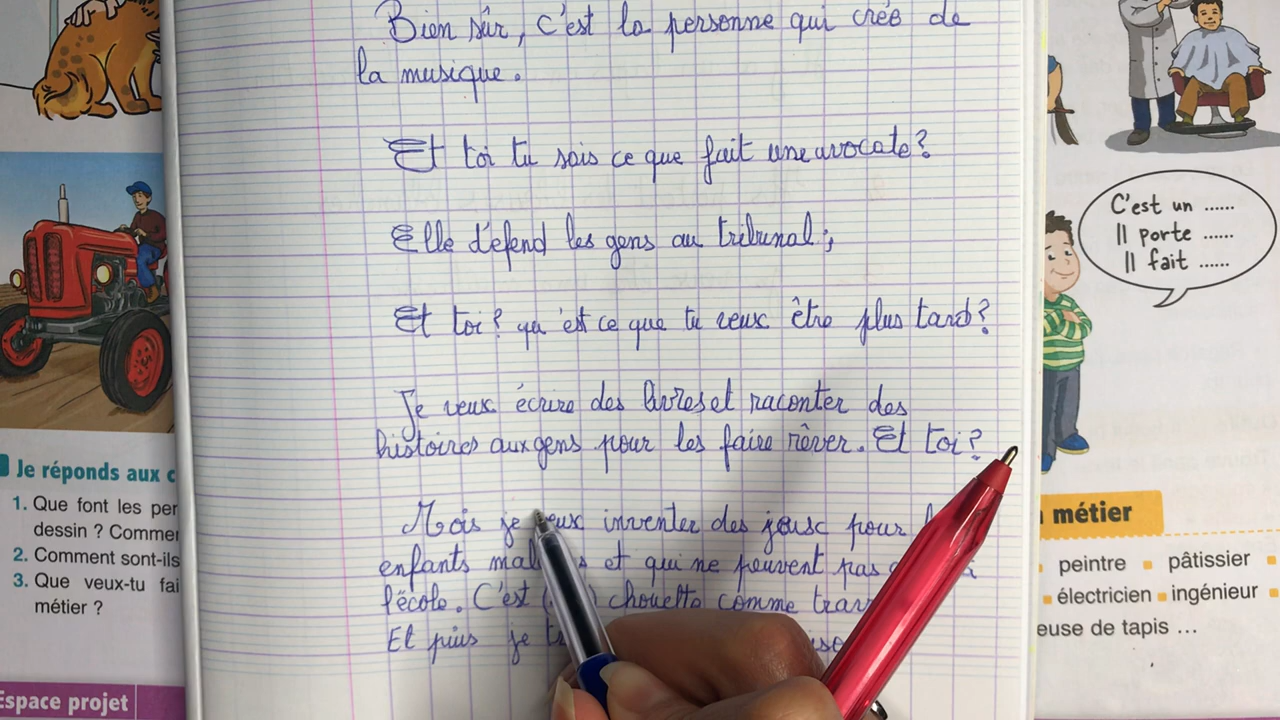 Bien sûr, c'est la personne qui crée de
la musique.
Et toi tu sais ce que fait une avocate?
Elle défend les gens au tribunal;
Et toi? qu'est ce que tu veux être plus tard?
Je veux écrire des livres et raconter des
histoires aux gens pour les faire rêver. Et toi?
Mois je veux inventer des jeux pour
enfants et qui ne peuvent pas
l'école. C'est chouette comme
Et puis je
Je réponds aux
1. Que font les
dessin ?
2. Comment sont-ils
3. Que veux-tu
métier ?
Espace projet
C'est un ......
Il porte ......
Il fait ......
métier
peintre ▪ pâtissier ▪
▪ électricien ▪ ingénieur ▪
de tapis ...